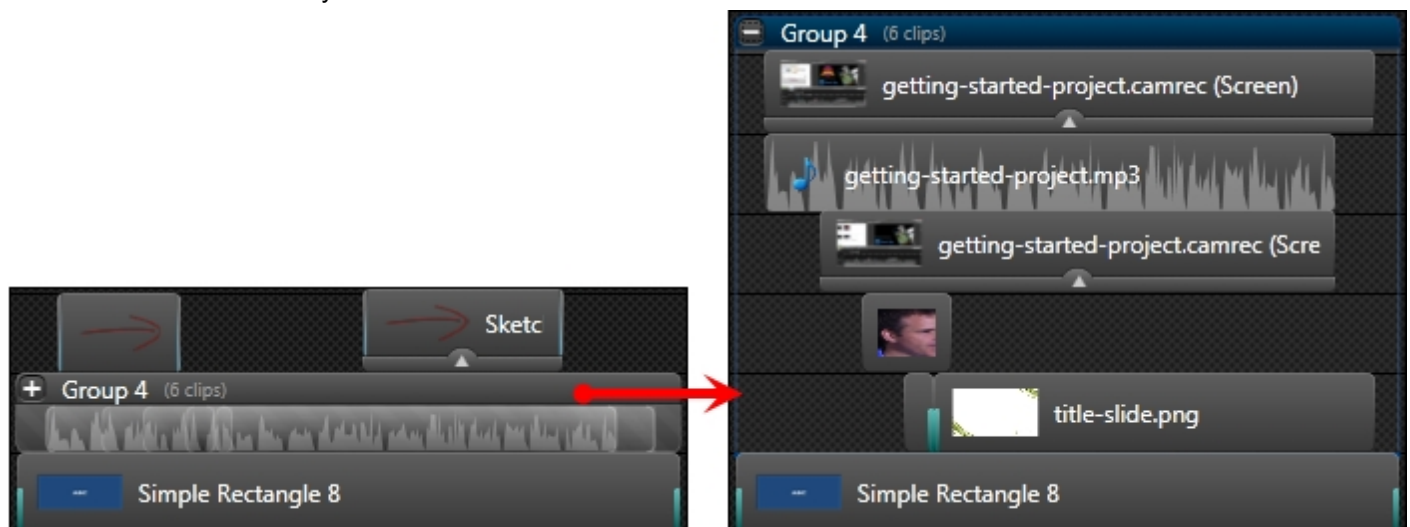 Sketc
Group 4 (6 clips)
Simple Rectangle 8
Group 4 (6 clips)
getting-started-project.camrec (Screen)
getting-started-project.mp3
getting-started-project.camrec (Scre
title-slide.png
Simple Rectangle 8